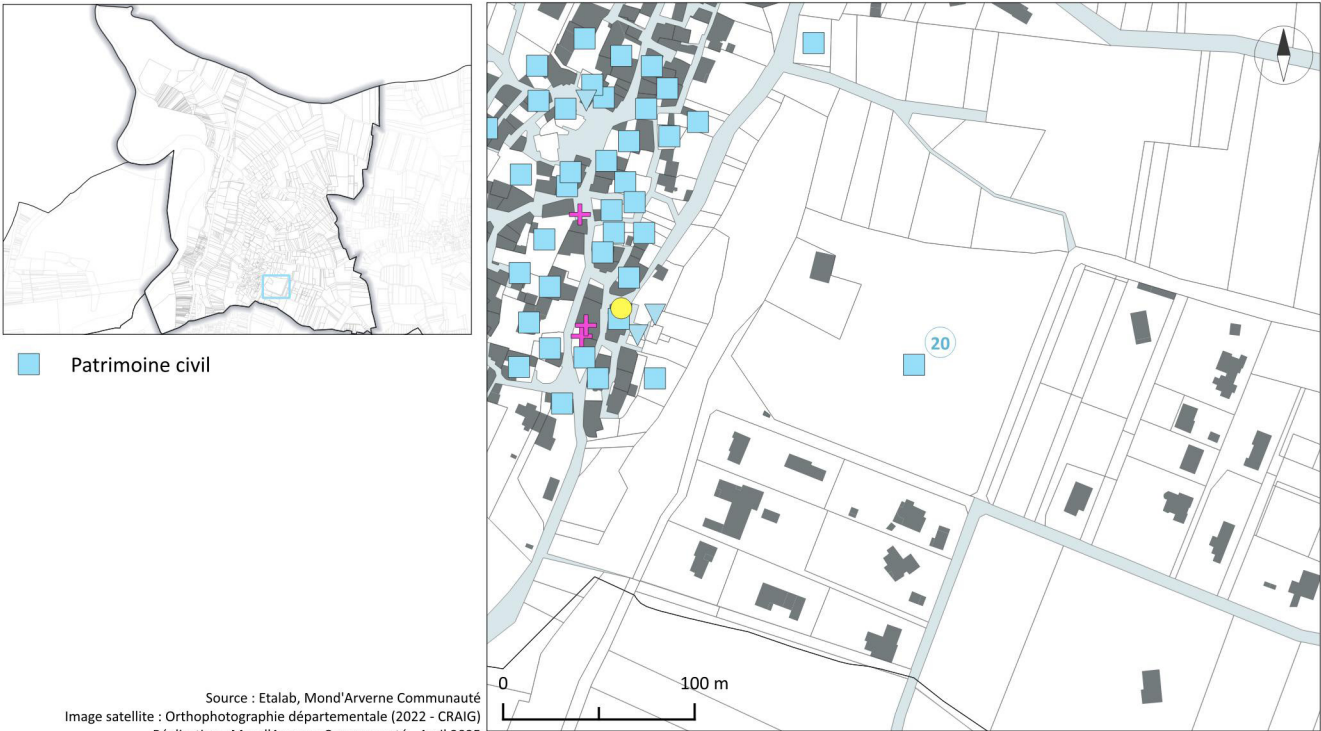 Patrimoine civil
20
0 100 m
Source : Etalab, Mond'Arverne Communauté
Image satellite : Orthophotographie départementale (2022 - CRAIG)